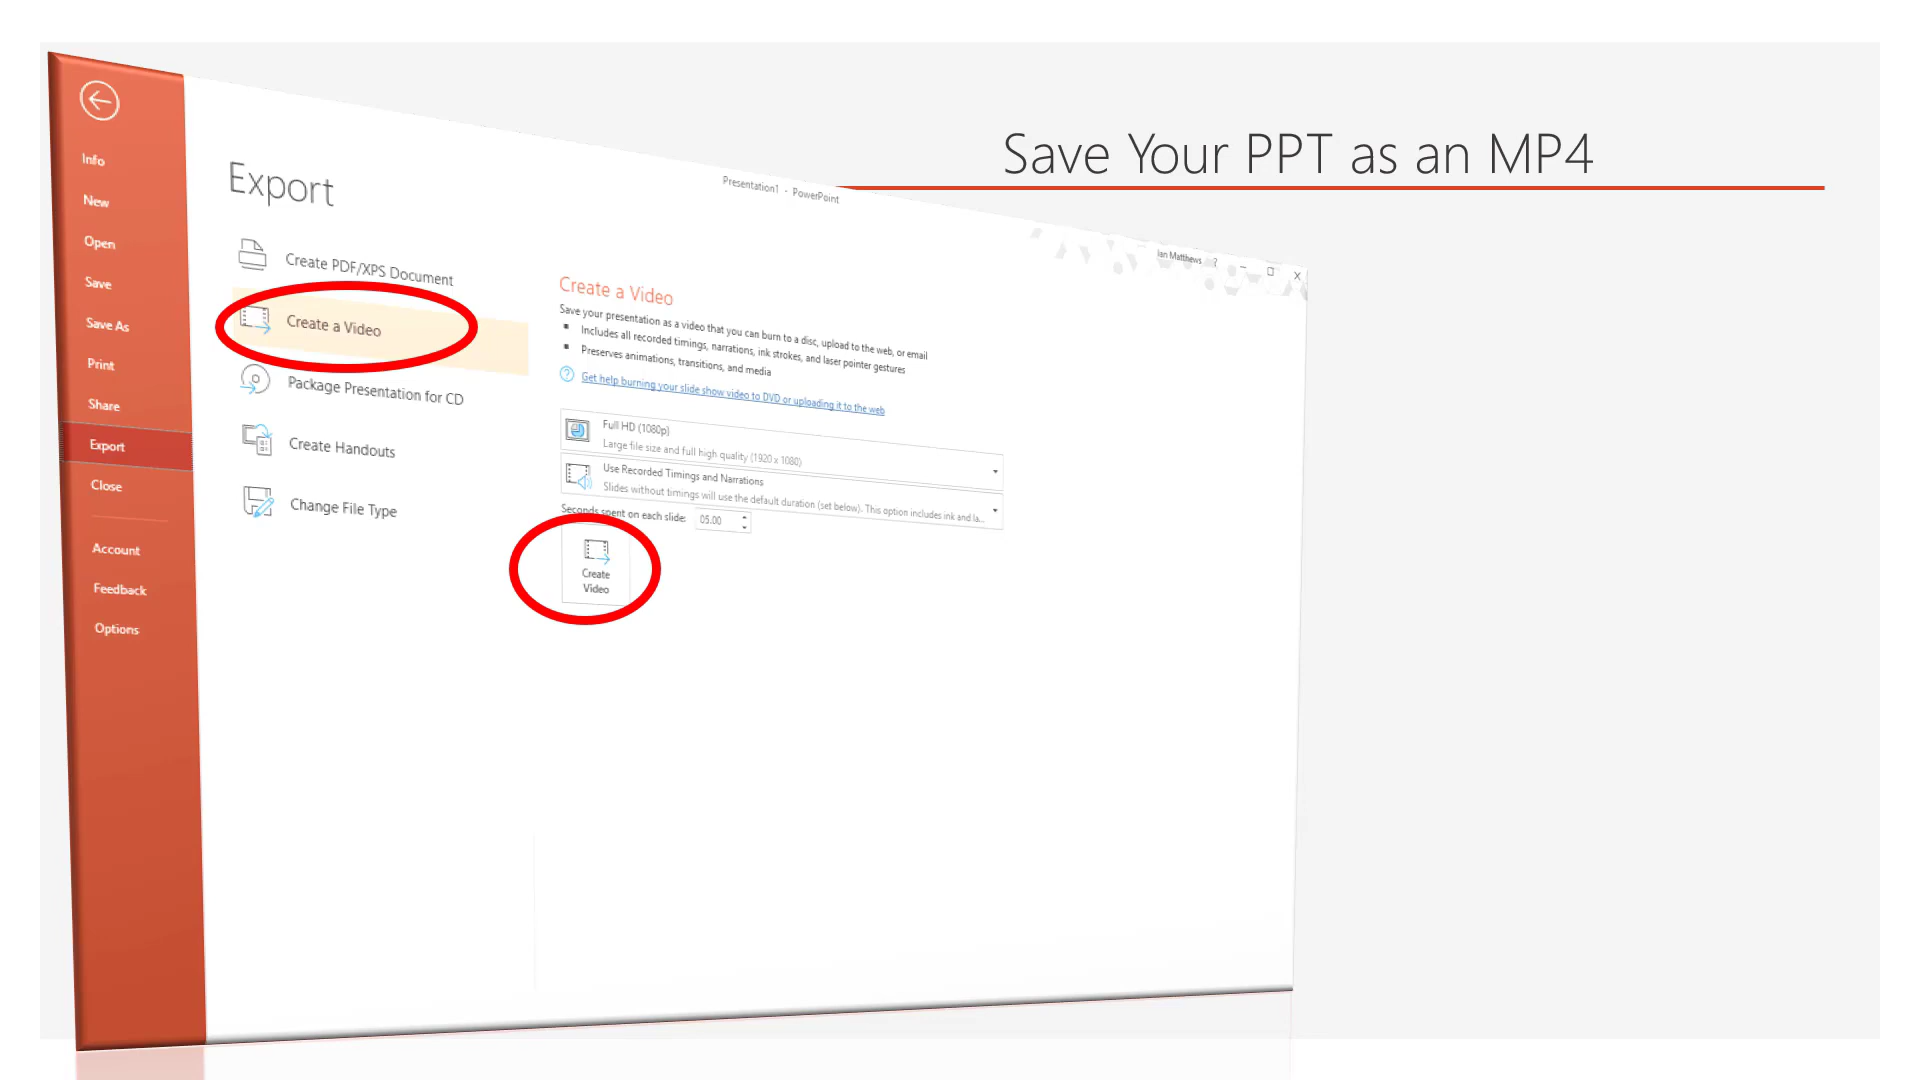 Save Your PPT as an MP4
Presentation1 - PowerPoint
Ian Matthews ?
Info
New
Open
Save
Save As
Print
Share
Export
Close
Account
Feedback
Options
Export
Create PDF/XPS Document
Create a Video
Package Presentation for CD
Create Handouts
Change File Type
Create a Video
Save your presentation as a video that you can burn to a disc, upload to the web, or email
Includes all recorded timings, narrations, ink strokes, and laser pointer gestures
Preserves animations, transitions, and media
Get help burning your slide show video to DVD or uploading it to the web
Full HD (1080p)
Large file size and full high quality (1920 x 1080)
Use Recorded Timings and Narrations
Slides without timings will use the default duration (set below). This option includes ink and la...
Seconds spent on each slide: 05.00
Create
Video